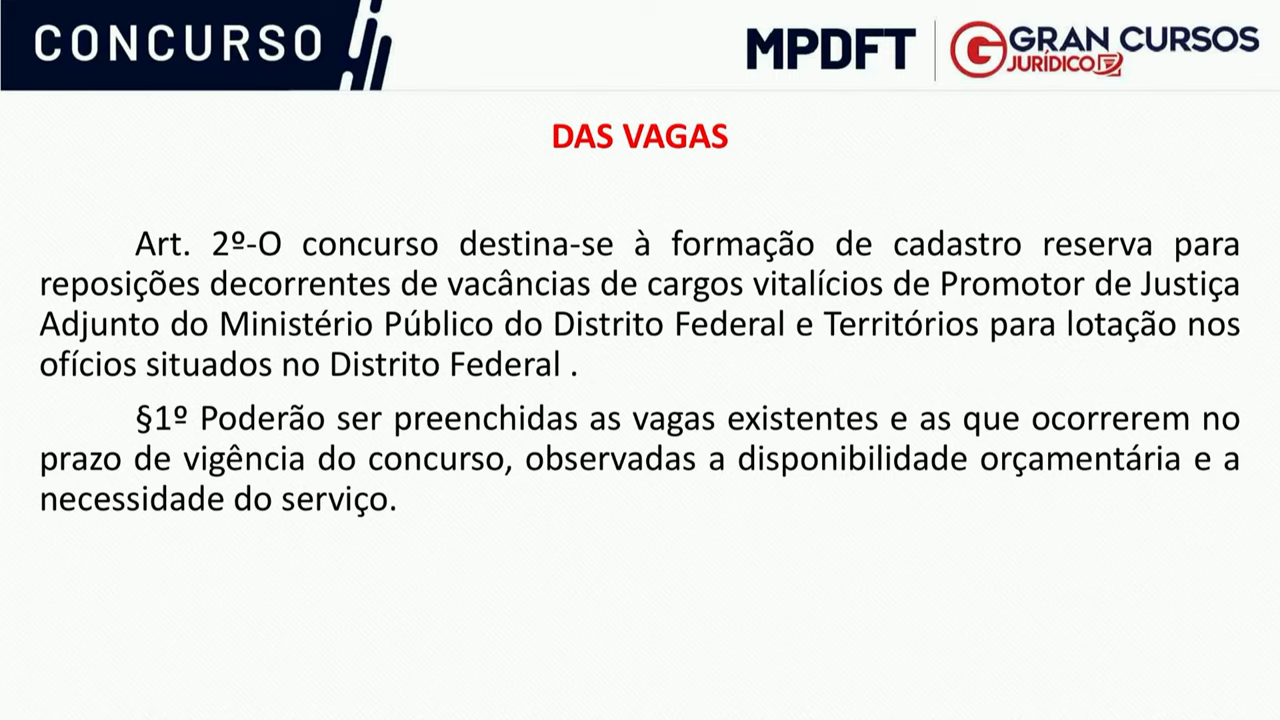 CONCURSO
MPDFT
GRAN CURSOS
JURÍDICO
DAS VAGAS
Art. 2º-O concurso destina-se à formação de cadastro reserva para
reposições decorrentes de vacâncias de cargos vitalícios de Promotor de Justiça
Adjunto do Ministério Público do Distrito Federal e Territórios para lotação nos
ofícios situados no Distrito Federal .
§1º Poderão ser preenchidas as vagas existentes e as que ocorrerem no
prazo de vigência do concurso, observadas a disponibilidade orçamentária e a
necessidade do serviço.